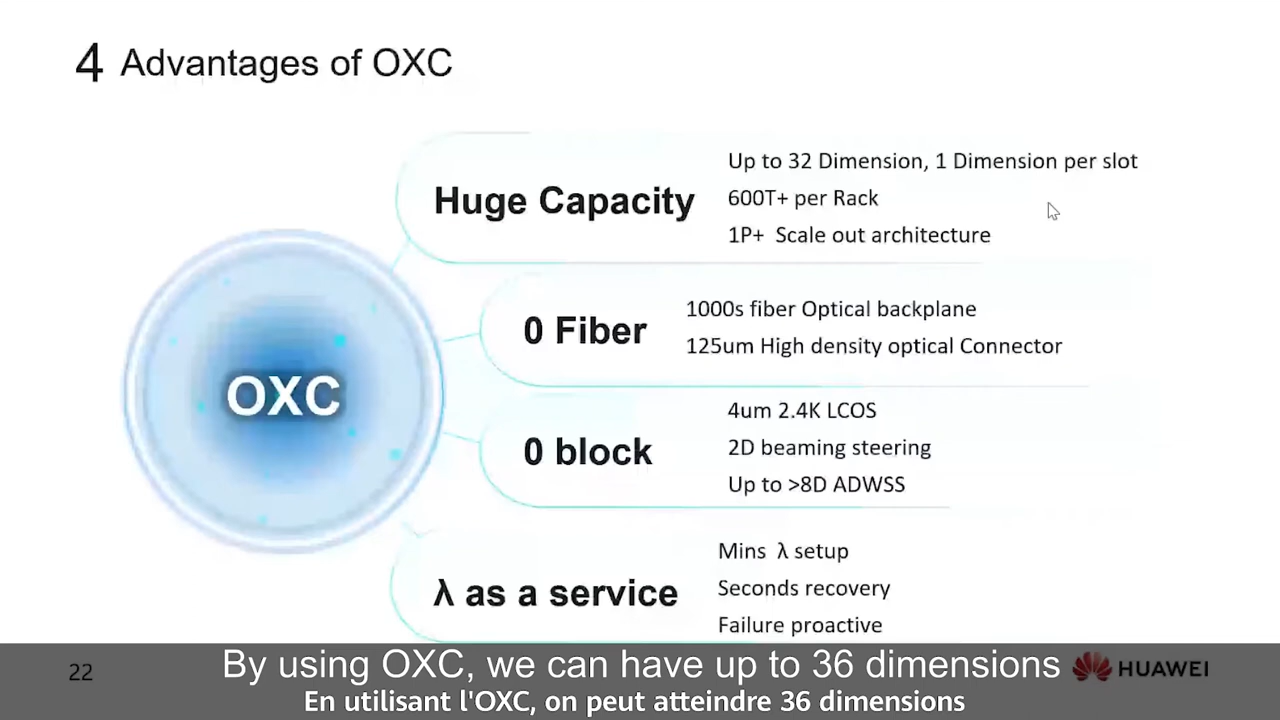 4 Advantages of OXC
Huge Capacity
Up to 32 Dimension, 1 Dimension per slot
600T+ per Rack
1P+ Scale out architecture
0 Fiber
1000s fiber Optical backplane
125um High density optical Connector
OXC
0 block
4um 2.4K LCOS
2D beaming steering
Up to >8D ADWSS
λ as a service
Mins λ setup
Seconds recovery
Failure proactive
22
By using OXC, we can have up to 36 dimensions
En utilisant l'OXC, on peut atteindre 36 dimensions
HUAWEI